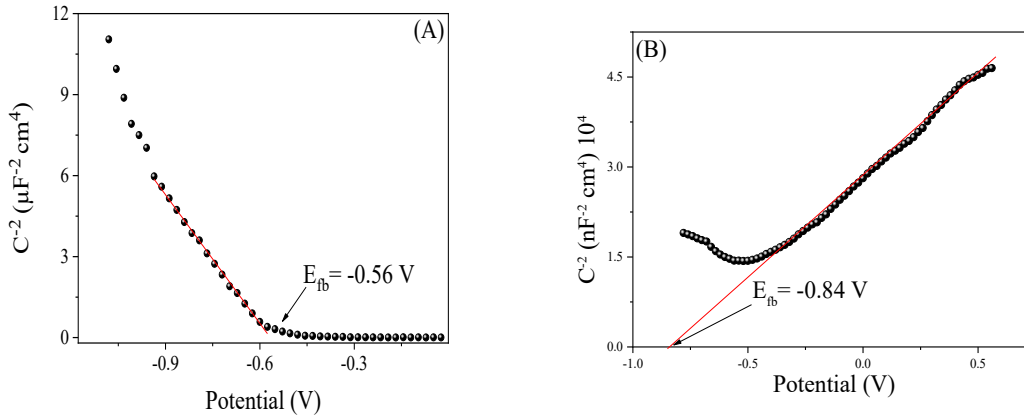 (A)
12
9
6
3
0
C⁻² (µF⁻² cm⁴)
E_fb= -0.56 V
-0.9
-0.6
-0.3
Potential (V)
(B)
4.5
3.0
1.5
0.0
C⁻² (nF⁻² cm⁴) 10⁴
E_fb= -0.84 V
-1.0
-0.5
0.0
0.5
Potential (V)